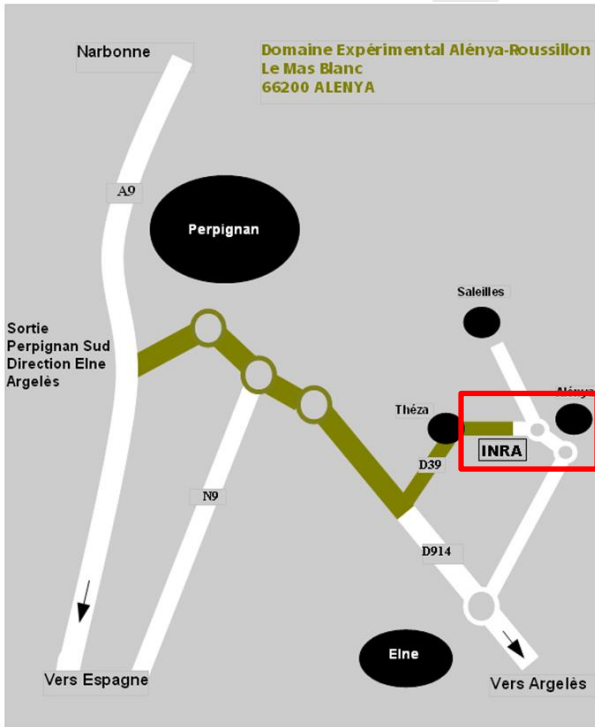 Narbonne
Domaine Expérimental Alénya-Roussillon
Le Mas Blanc
66200 ALENYA
A9
Perpignan
Saleilles
Sortie
Perpignan Sud
Direction Elne
Argelès
Alénya
Théza
INRA
D39
N9
D914
Elne
Vers Espagne
Vers Argelès